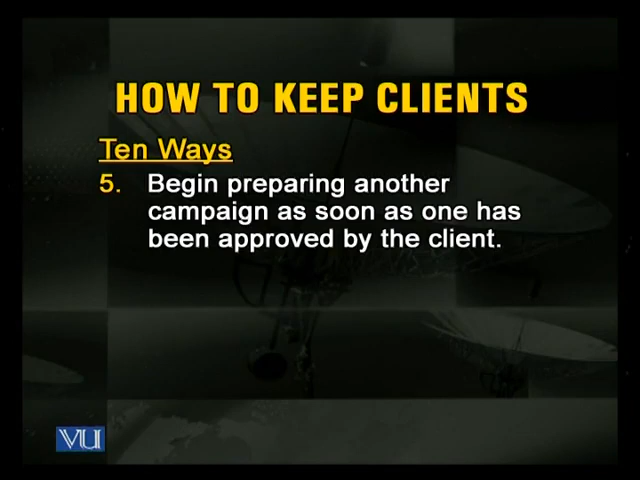 HOW TO KEEP CLIENTS
Ten Ways
5. Begin preparing another
campaign as soon as one has
been approved by the client.
VU